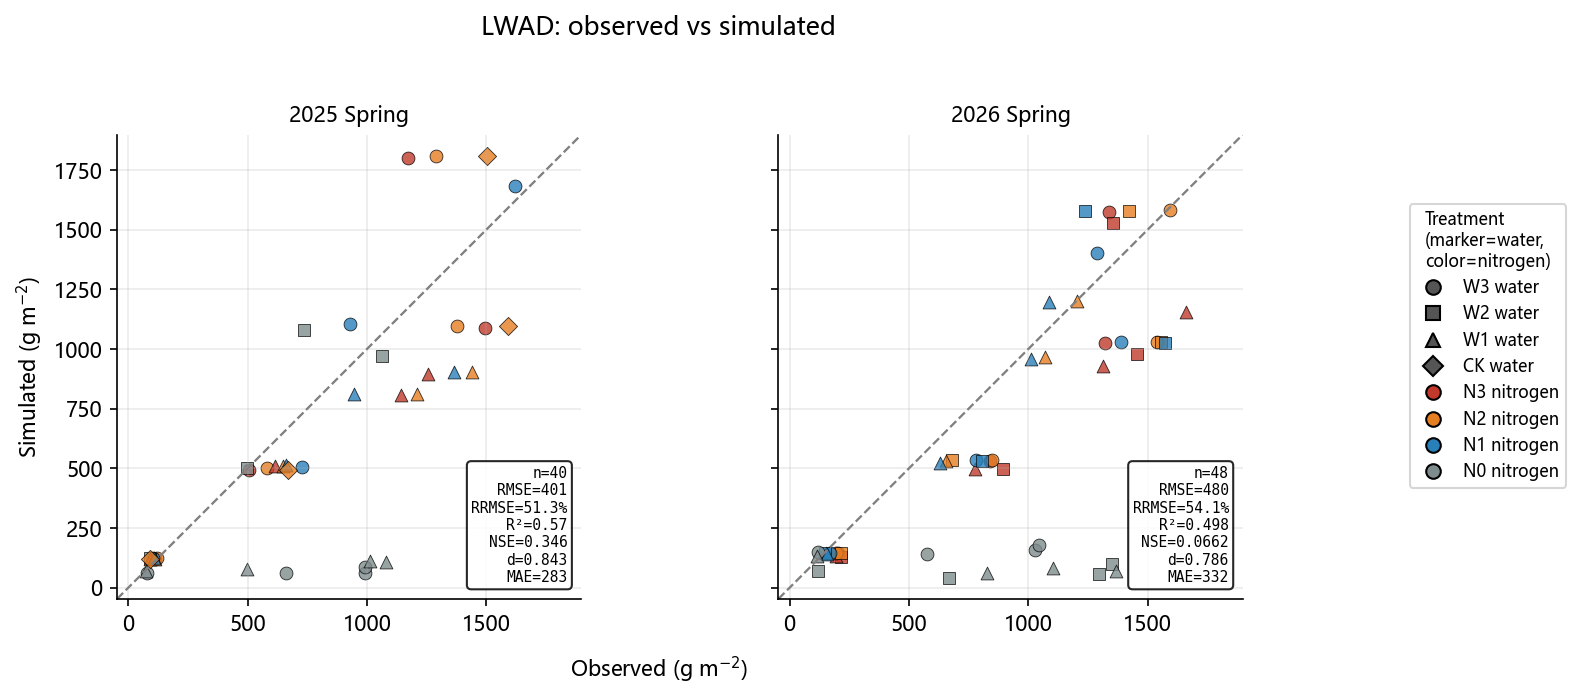 LWAD: observed vs simulated
2025 Spring
2026 Spring
Simulated (g m⁻²)
1750
1500
1250
1000
750
500
250
0
n=40
RMSE=401
RRMSE=51.3%
R²=0.57
NSE=0.346
d=0.843
MAE=283
0
500
1000
1500
n=48
RMSE=480
RRMSE=54.1%
R²=0.498
NSE=0.0662
d=0.786
MAE=332
0
500
1000
1500
Observed (g m⁻²)
Treatment
(marker=water,
color=nitrogen)
W3 water
W2 water
W1 water
CK water
N3 nitrogen
N2 nitrogen
N1 nitrogen
N0 nitrogen